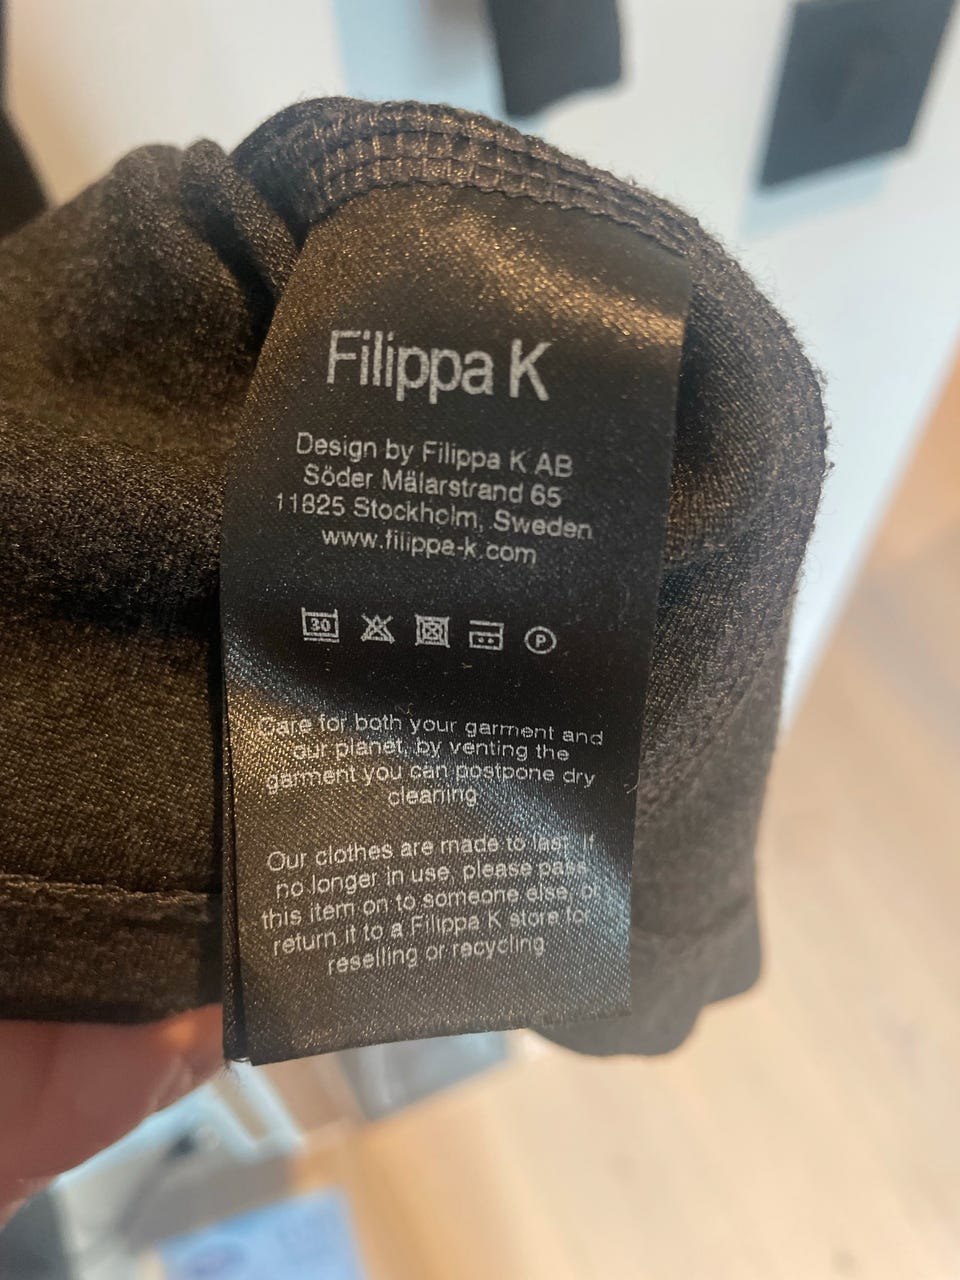 Filippa K
Design by Filippa K AB
Söder Mälarstrand 65
11825 Stockholm, Sweden
www.filippa-k.com
30
P
Care for both your garment and
our planet, by venting the
garment you can postpone dry
cleaning
Our clothes are made to last. If
no longer in use, please pass
this item on to someone else, or
return it to a Filippa K store for
reselling or recycling